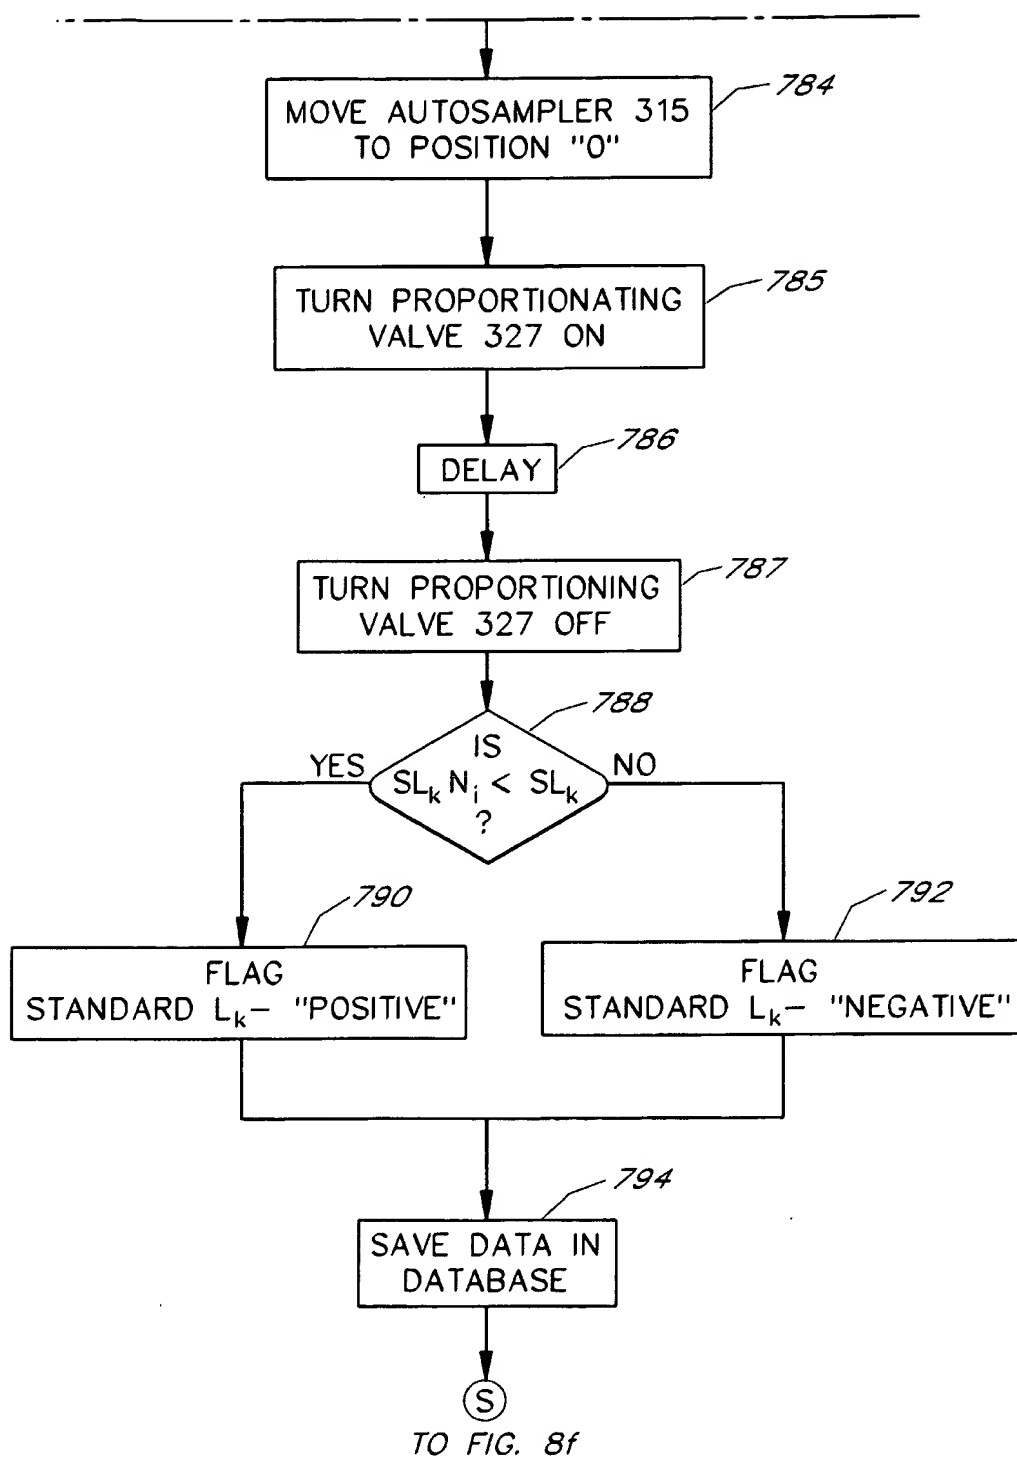 784
MOVE AUTOSAMPLER 315
TO POSITION "0"
785
TURN PROPORTIONATING
VALVE 327 ON
786
DELAY
787
TURN PROPORTIONING
VALVE 327 OFF
788
YES
IS
SLk Ni < SLk
?
NO
790
FLAG
STANDARD Lk– "POSITIVE"
792
FLAG
STANDARD Lk– "NEGATIVE"
794
SAVE DATA IN
DATABASE
S
TO FIG. 8f